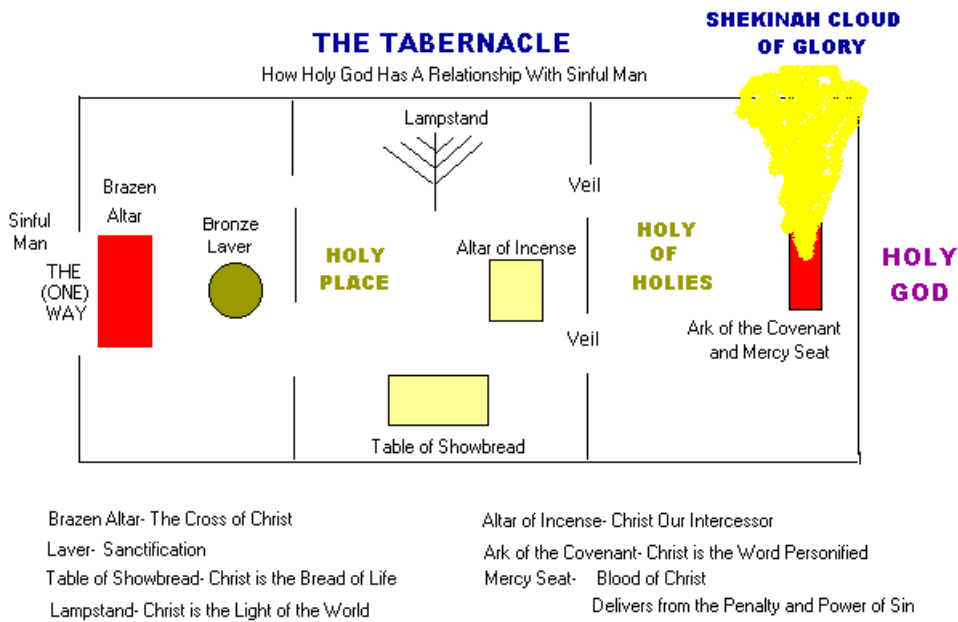 SHEKINAH CLOUD
OF GLORY
THE TABERNACLE
How Holy God Has A Relationship With Sinful Man
Lampstand
Brazen
Altar
Veil
Sinful
Man
Bronze
Laver
THE
(ONE)
WAY
HOLY
PLACE
Altar of Incense
HOLY
OF
HOLIES
HOLY
GOD
Veil
Ark of the Covenant
and Mercy Seat
Table of Showbread
Brazen Altar- The Cross of Christ
Laver- Sanctification
Table of Showbread- Christ is the Bread of Life
Lampstand- Christ is the Light of the World
Altar of Incense- Christ Our Intercessor
Ark of the Covenant- Christ is the Word Personified
Mercy Seat- Blood of Christ
Delivers from the Penalty and Power of Sin